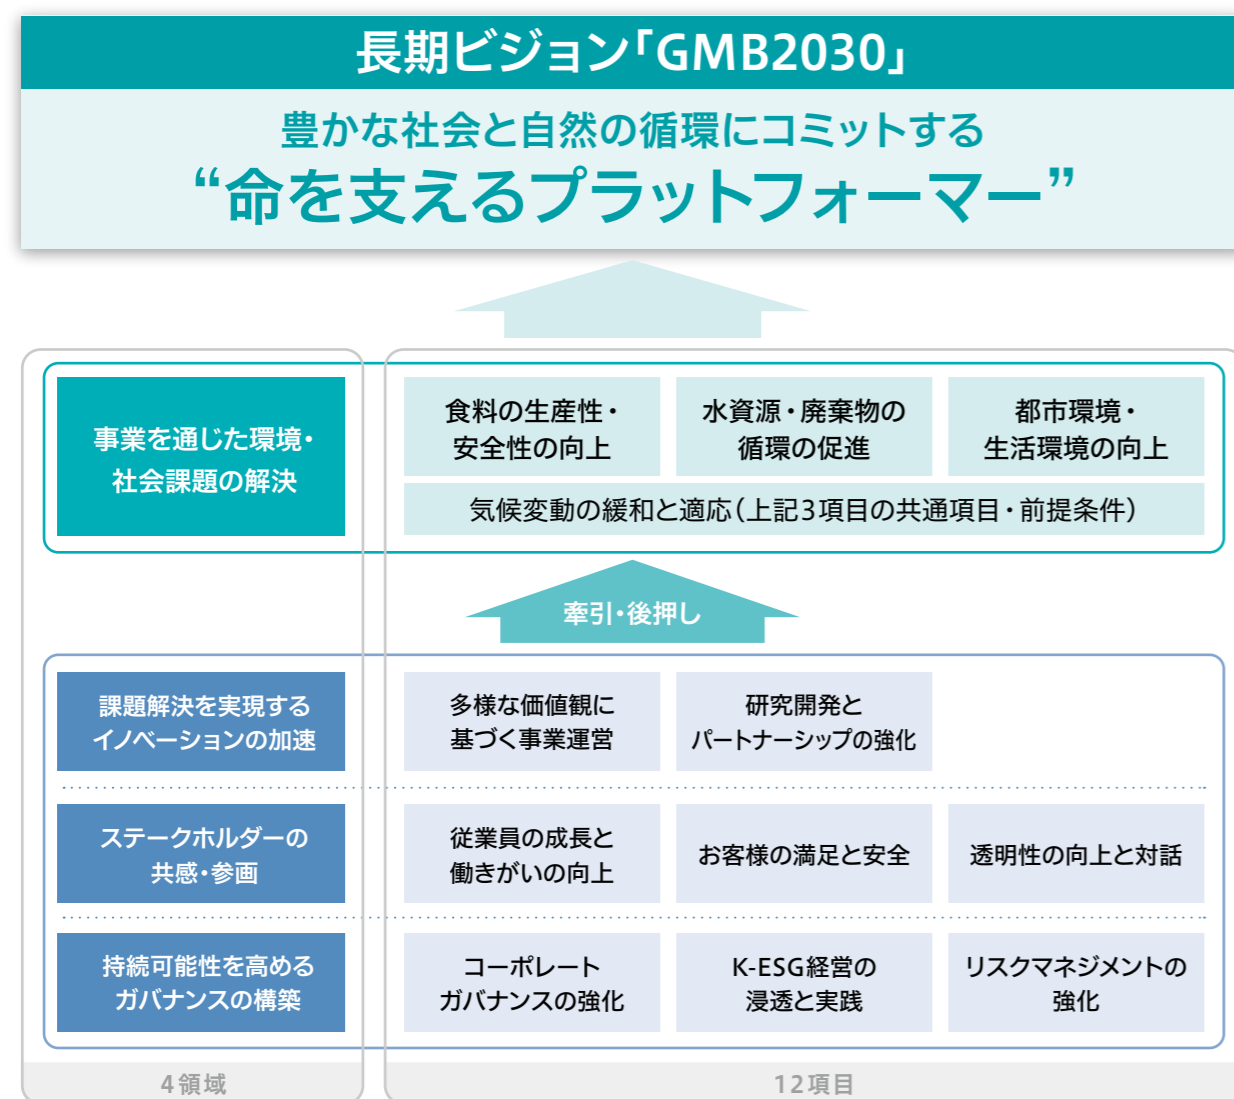 長期ビジョン「GMB2030」
豊かな社会と自然の循環にコミットする
“命を支えるプラットフォーマー”
事業を通じた環境・
社会課題の解決
食料の生産性・
安全性の向上
水資源・廃棄物の
循環の促進
都市環境・
生活環境の向上
気候変動の緩和と適応（上記3項目の共通項目・前提条件）
牽引・後押し
課題解決を実現する
イノベーションの加速
多様な価値観に
基づく事業運営
研究開発と
パートナーシップの強化
ステークホルダーの
共感・参画
従業員の成長と
働きがいの向上
お客様の満足と安全
透明性の向上と対話
持続可能性を高める
ガバナンスの構築
コーポレート
ガバナンスの強化
K-ESG経営の
浸透と実践
リスクマネジメントの
強化
4領域
12項目